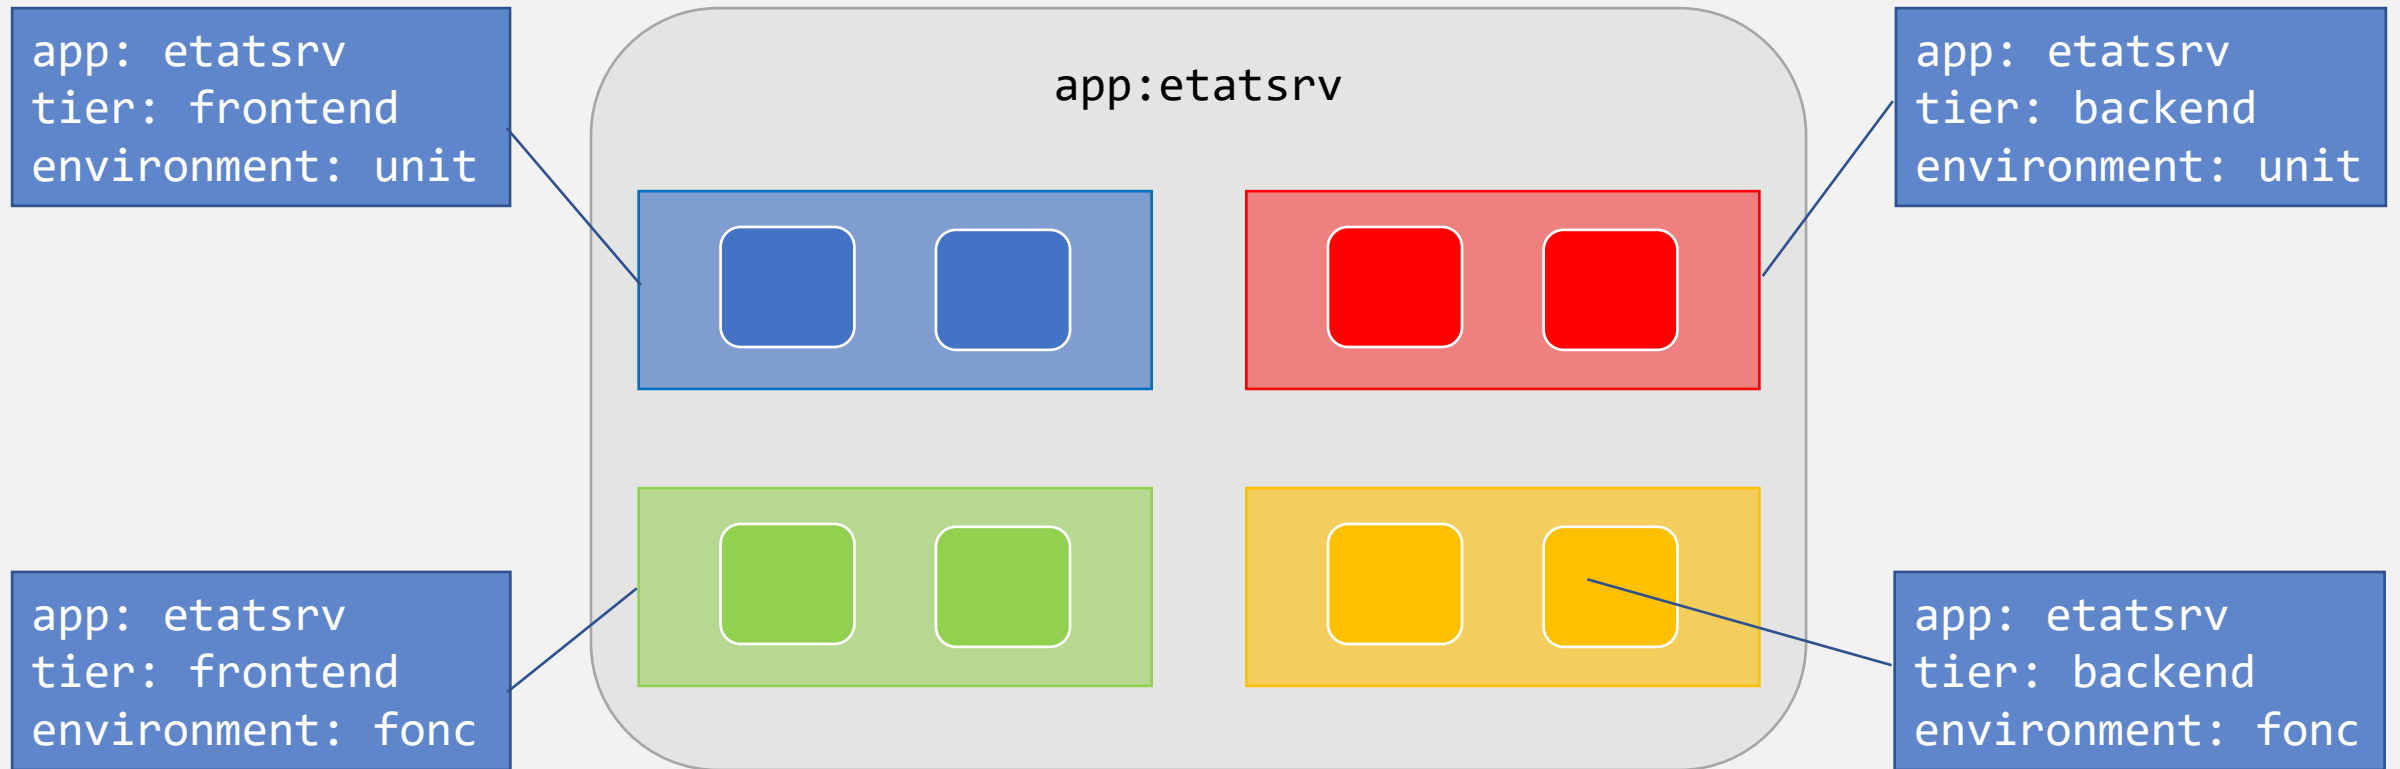 app: etatsrv
tier: frontend
environment: unit
app:etatsrv
app: etatsrv
tier: backend
environment: unit
app: etatsrv
tier: frontend
environment: fonc
app: etatsrv
tier: backend
environment: fonc